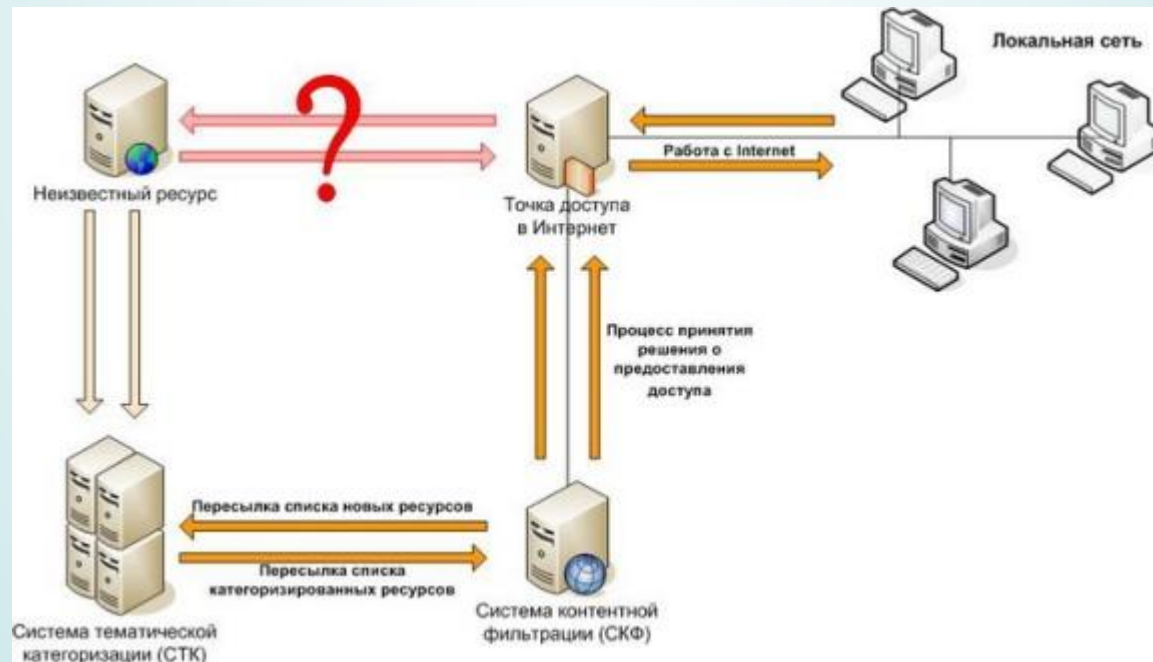 Локальная сеть
?
Работа с Internet
Неизвестный ресурс
Точка доступа
в Интернет
Процесс принятия
решения о
предоставления
доступа
Пересылка списка новых ресурсов
Пересылка списка
категоризированных ресурсов
Система тематической
категоризации (СТК)
Система контентной
фильтрации (СКФ)